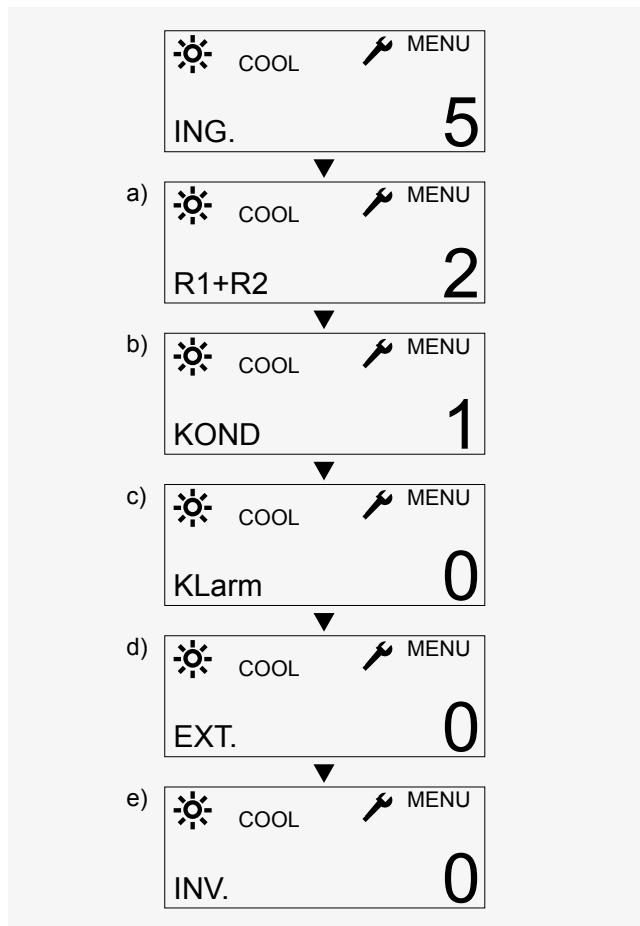 MENU
COOL
ING. 5
a) MENU
COOL
R1+R2 2
b) MENU
COOL
KOND 1
c) MENU
COOL
KLarm 0
d) MENU
COOL
EXT. 0
e) MENU
COOL
INV. 0